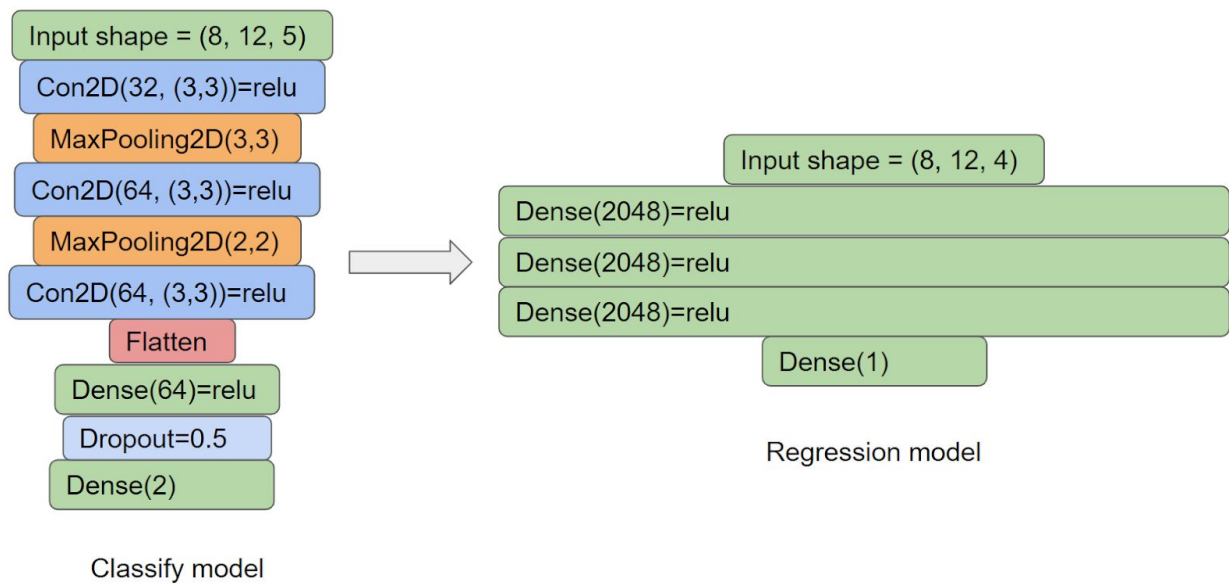 Input shape = (8, 12, 5)
Con2D(32, (3,3))=relu
MaxPooling2D(3,3)
Con2D(64, (3,3))=relu
MaxPooling2D(2,2)
Con2D(64, (3,3))=relu
Flatten
Dense(64)=relu
Dropout=0.5
Dense(2)
Classify model
Input shape = (8, 12, 4)
Dense(2048)=relu
Dense(2048)=relu
Dense(2048)=relu
Dense(1)
Regression model